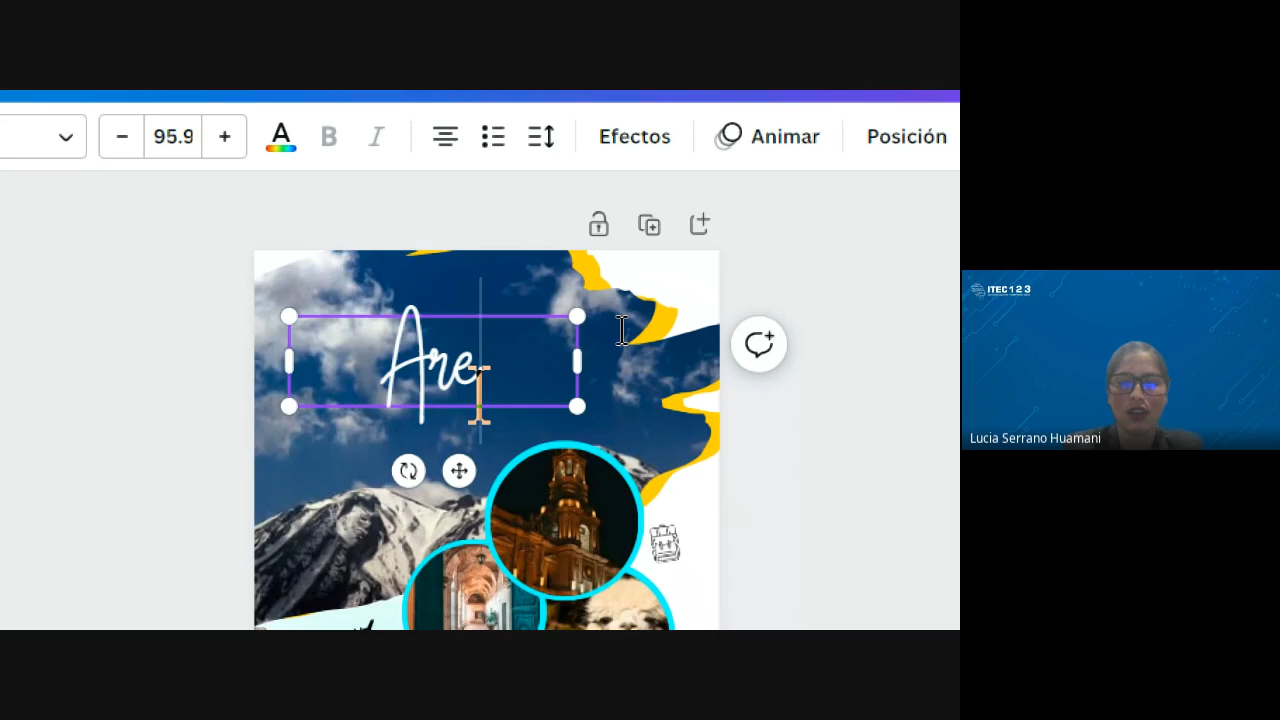 95.9
A
B
I
Efectos
Animar
Posición
Are
ITEC 1 2 3
Lucia Serrano Huamani